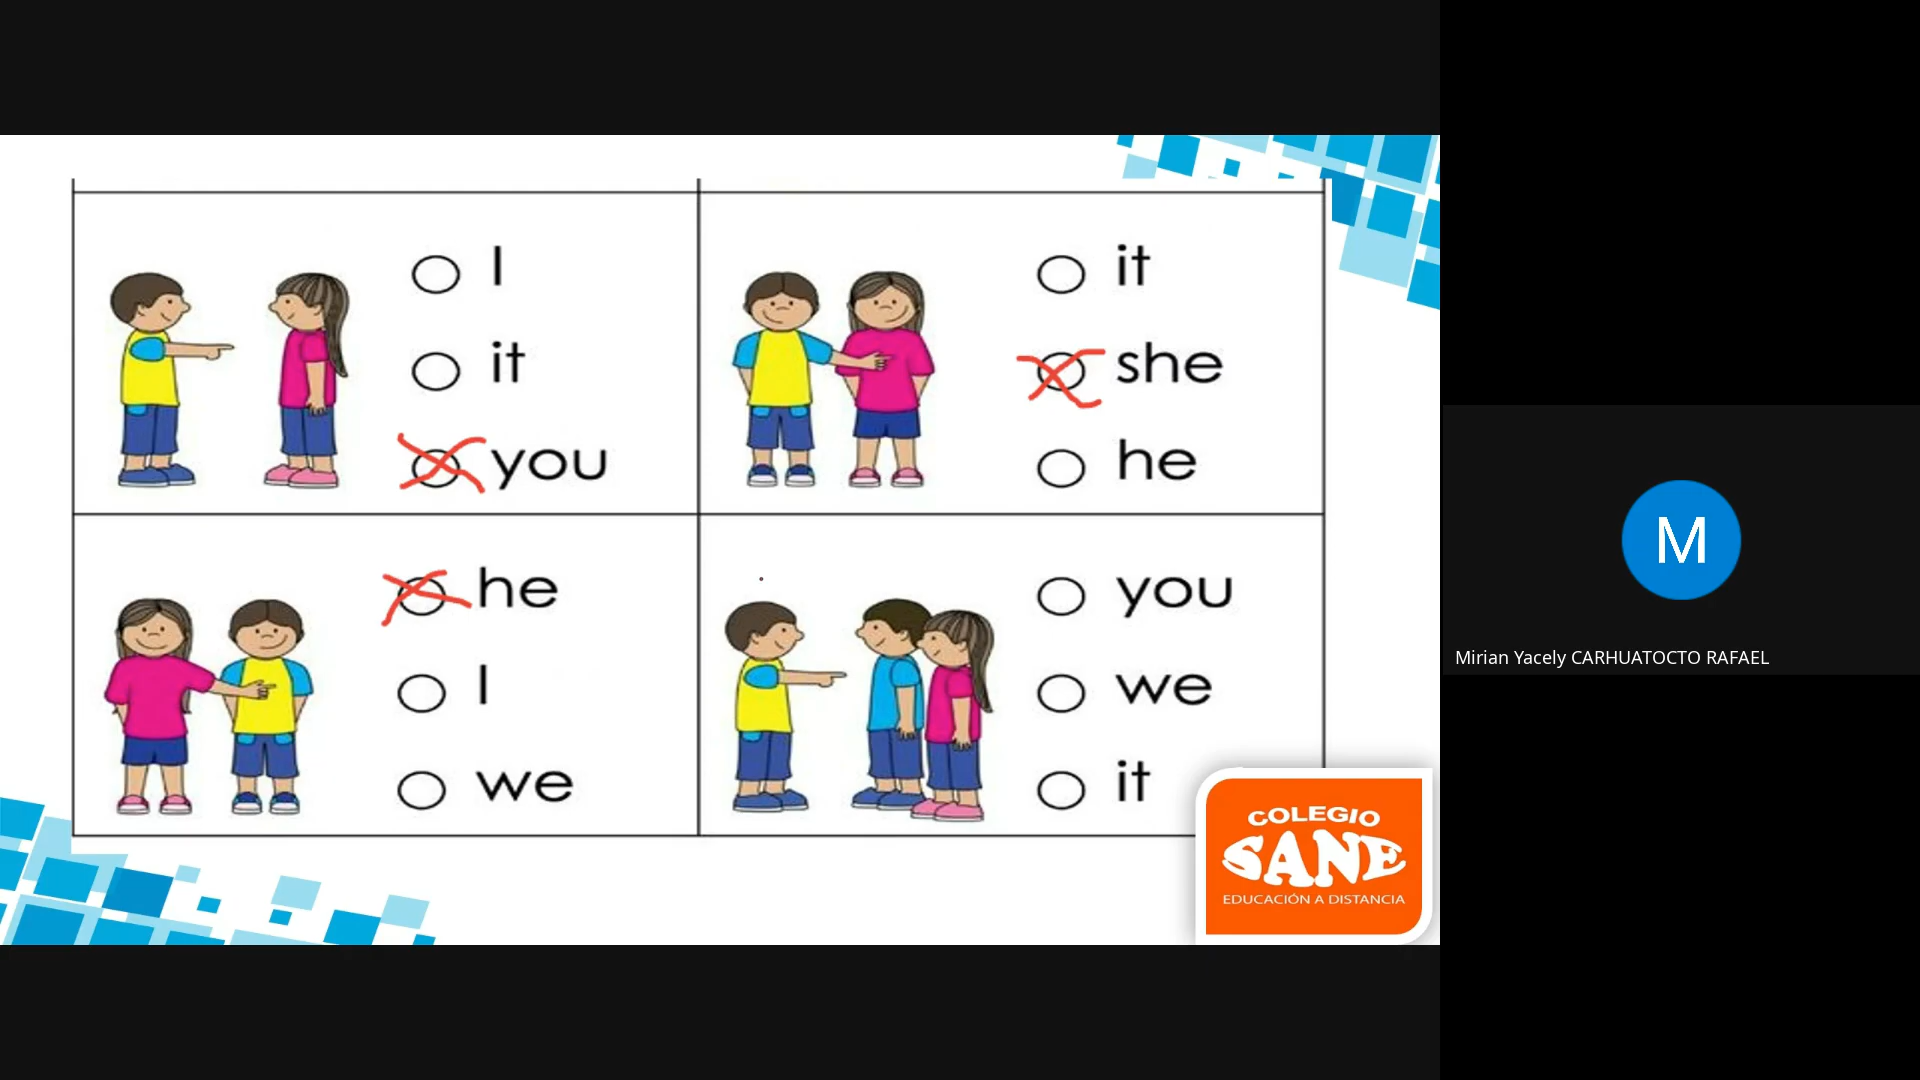 I
it
you
it
she
he
he
I
we
you
we
it
COLEGIO
SANE
EDUCACIÓN A DISTANCIA
M
Mirian Yacely CARHUATOCTO RAFAEL